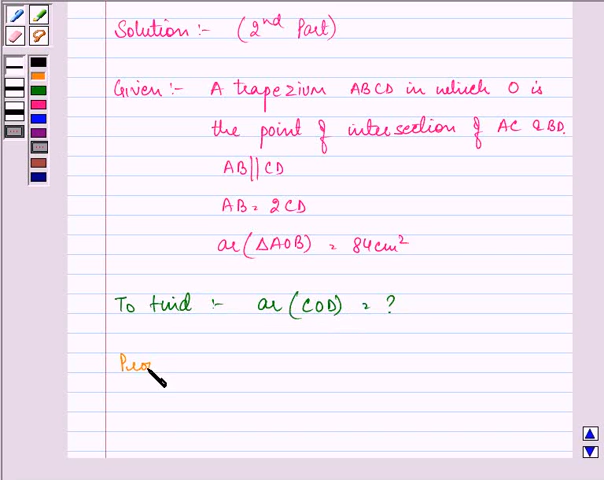 Solution :- (2nd Part)
Given :- A trapezium ABCD in which O is
the point of intersection of AC & BD.
AB||CD
AB = 2CD
ar(ΔAOB) = 84cm²
To find :- ar(COD) = ?
Proo